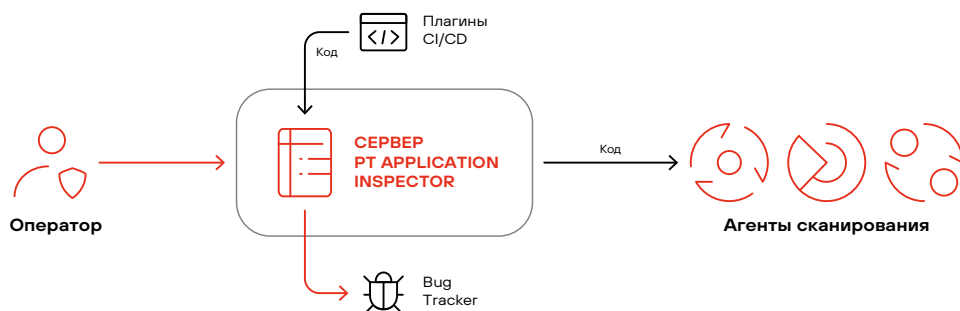 Плагины
CI/CD
Код
СЕРВЕР
PT APPLICATION
INSPECTOR
Код
Оператор
Агенты сканирования
Bug
Tracker